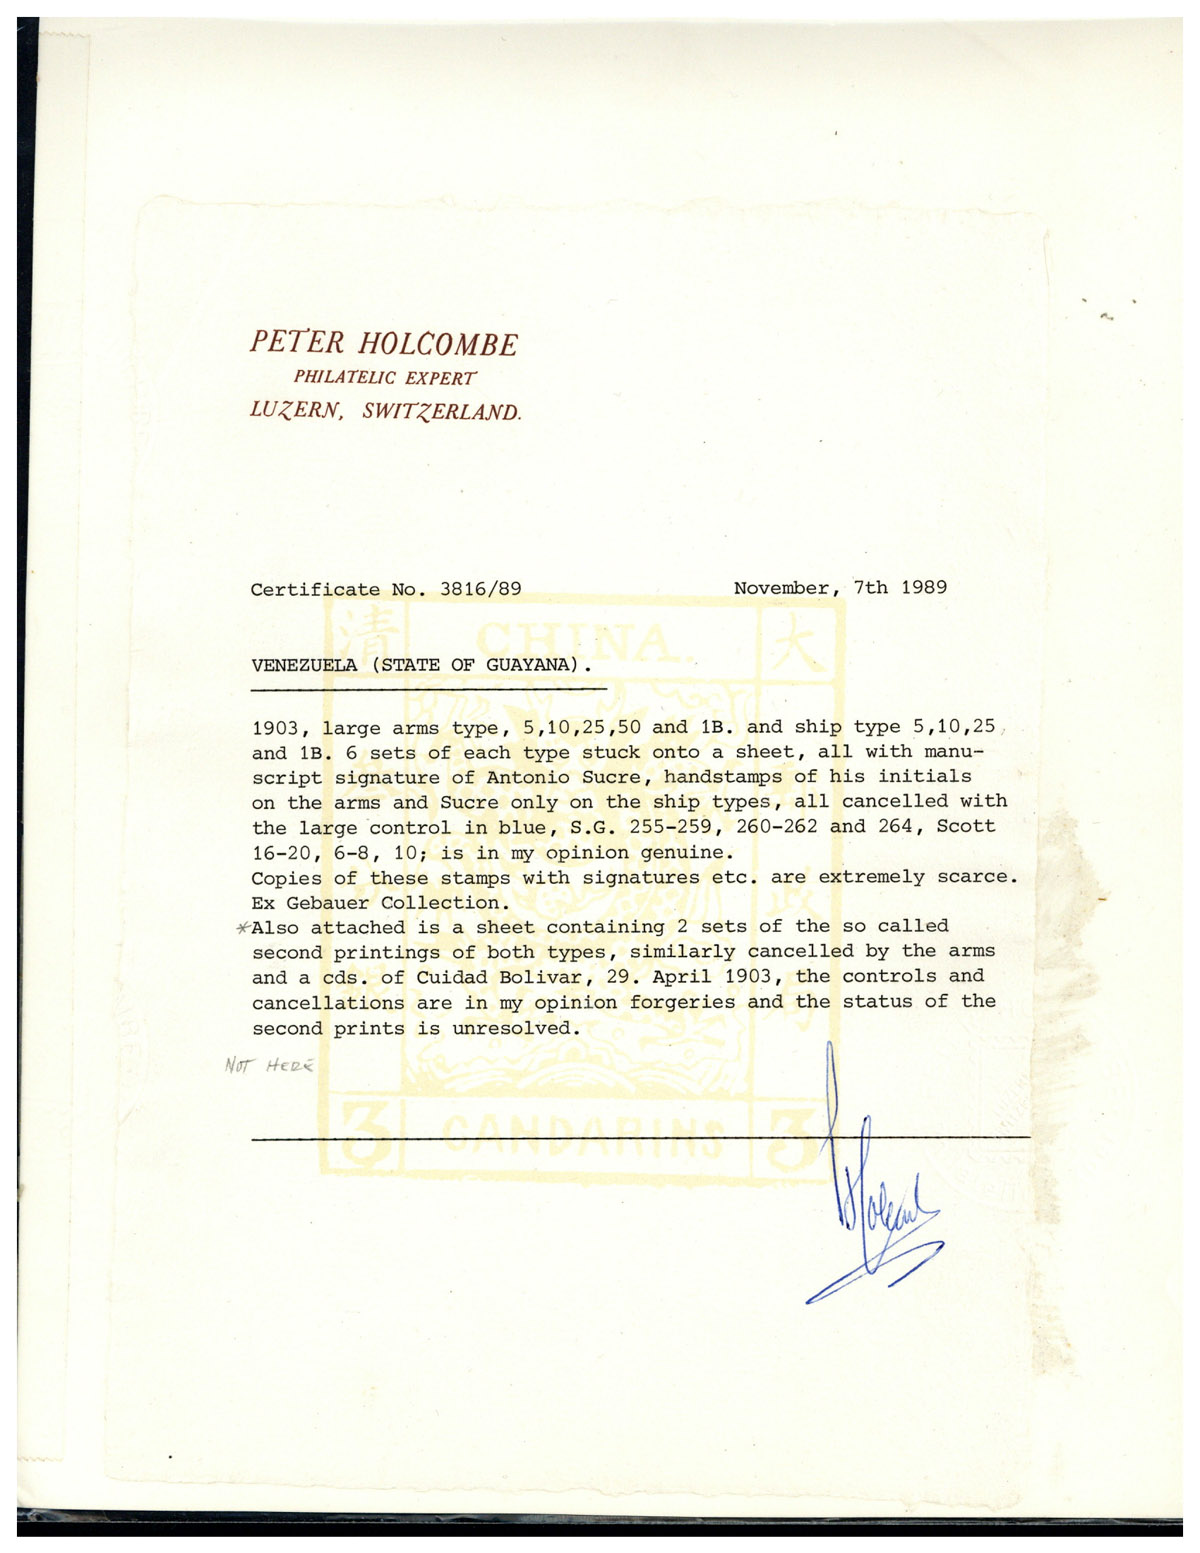 PETER HOLCOMBE
PHILATELIC EXPERT
LUZERN, SWITZERLAND.
Certificate No. 3816/89 November, 7th 1989
清 CHINA. 大
VENEZUELA (STATE OF GUAYANA).
1903, large arms type, 5,10,25,50 and 1B. and ship type 5,10,25,
and 1B. 6 sets of each type stuck onto a sheet, all with manu-
script signature of Antonio Sucre, handstamps of his initials
on the arms and Sucre only on the ship types, all cancelled with
the large control in blue, S.G. 255-259, 260-262 and 264, Scott
16-20, 6-8, 10; is in my opinion genuine.
Copies of these stamps with signatures etc. are extremely scarce.
Ex Gebauer Collection.
*Also attached is a sheet containing 2 sets of the so called
second printings of both types, similarly cancelled by the arms
and a cds. of Cuidad Bolivar, 29. April 1903, the controls and
cancellations are in my opinion forgeries and the status of the
second prints is unresolved.
NOT HERE
3 CANDARINS 3